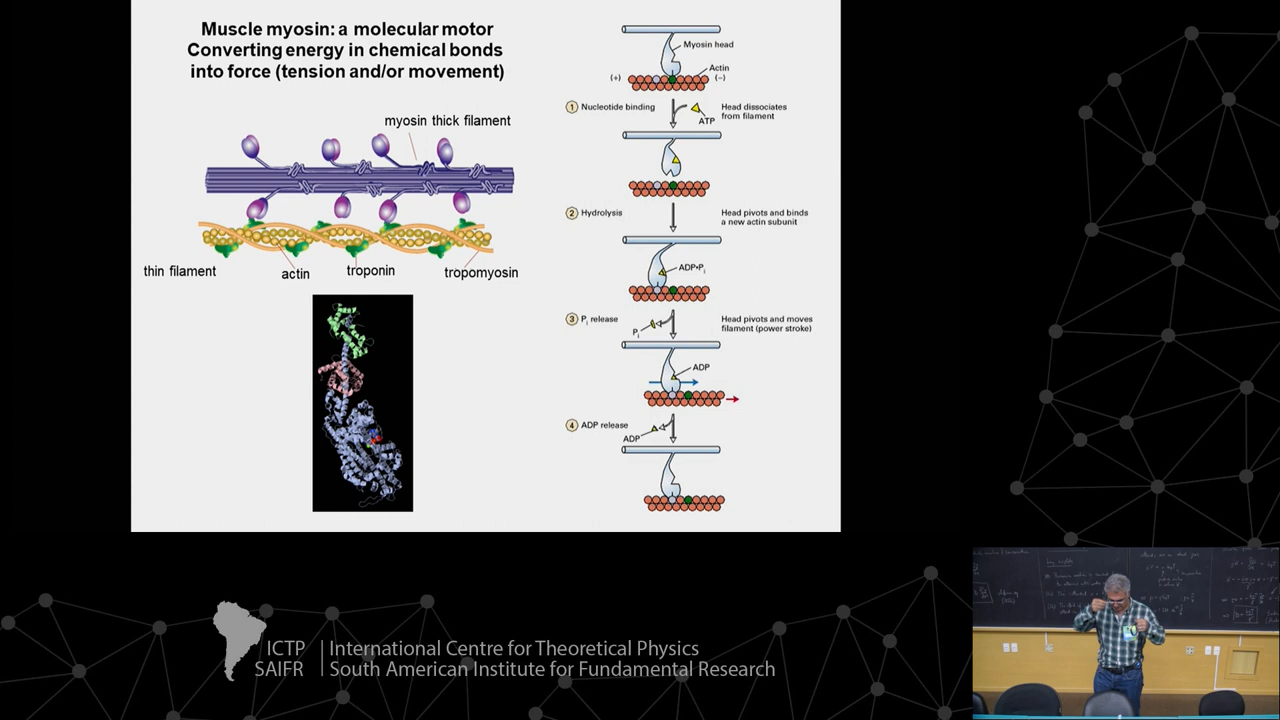 Muscle myosin: a molecular motor
Converting energy in chemical bonds
into force (tension and/or movement)
myosin thick filament
thin filament
actin
troponin
tropomyosin
Myosin head
Actin
(+)
(−)
1 Nucleotide binding
ATP
Head dissociates
from filament
2 Hydrolysis
Head pivots and binds
a new actin subunit
ADP•Pi
3 Pi release
Pi
Head pivots and moves
filament (power stroke)
ADP
4 ADP release
ADP
ICTP
SAIFR
International Centre for Theoretical Physics
South American Institute for Fundamental Research